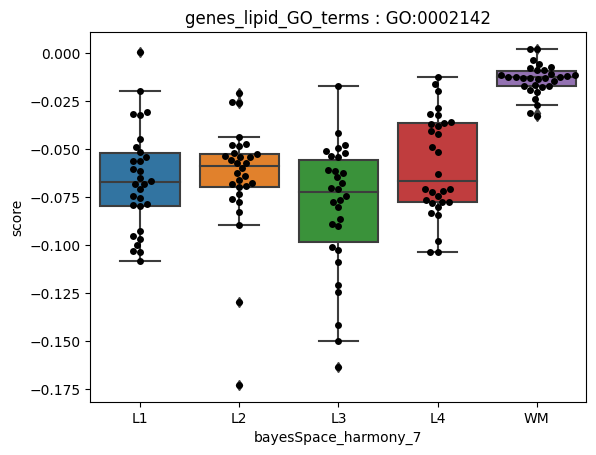 genes_lipid_GO_terms : GO:0002142
0.000
−0.025
−0.050
−0.075
−0.100
−0.125
−0.150
−0.175
score
L1 L2 L3 L4 WM
bayesSpace_harmony_7